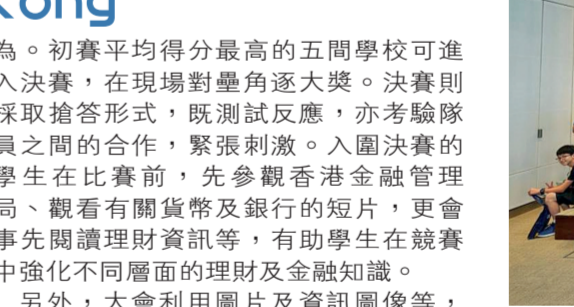 Kong
為。初賽平均得分最高的五間學校可進
入決賽，在現場對壘角逐大獎。決賽則
採取搶答形式，既測試反應，亦考驗隊
員之間的合作，緊張刺激。入圍決賽的
學生在比賽前，先參觀香港金融管理
局、觀看有關貨幣及銀行的短片，更會
事先閱讀理財資訊等，有助學生在競賽
中強化不同層面的理財及金融知識。
另外，大會利用圖片及資訊圖像等，